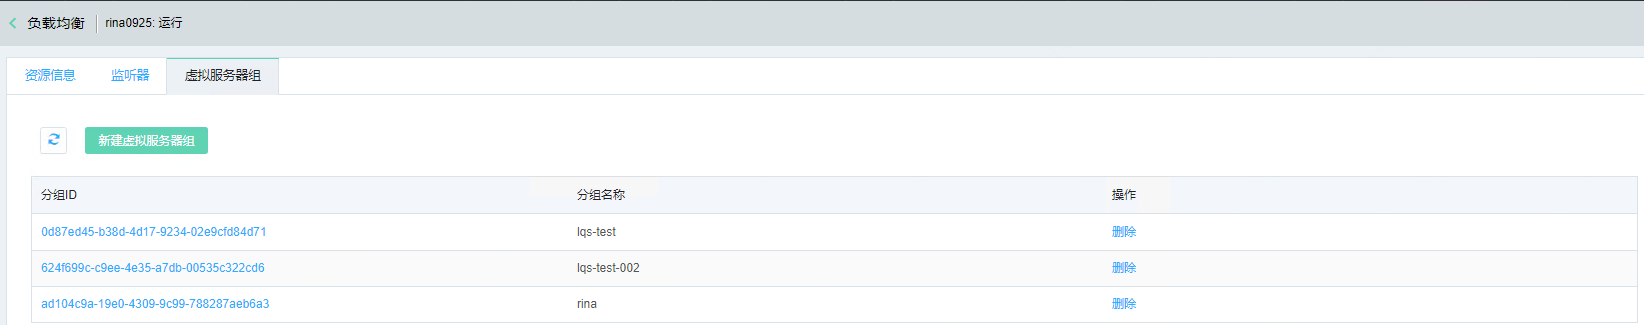 负载均衡 rina0925: 运行
资源信息 监听器 虚拟服务器组
新建虚拟服务器组
分组ID 分组名称 操作
0d87ed45-b38d-4d17-9234-02e9cfd84d71 lqs-test 删除
624f699c-c9ee-4e35-a7db-00535c322cd6 lqs-test-002 删除
ad104c9a-19e0-4309-9c99-788287aeb6a3 rina 删除